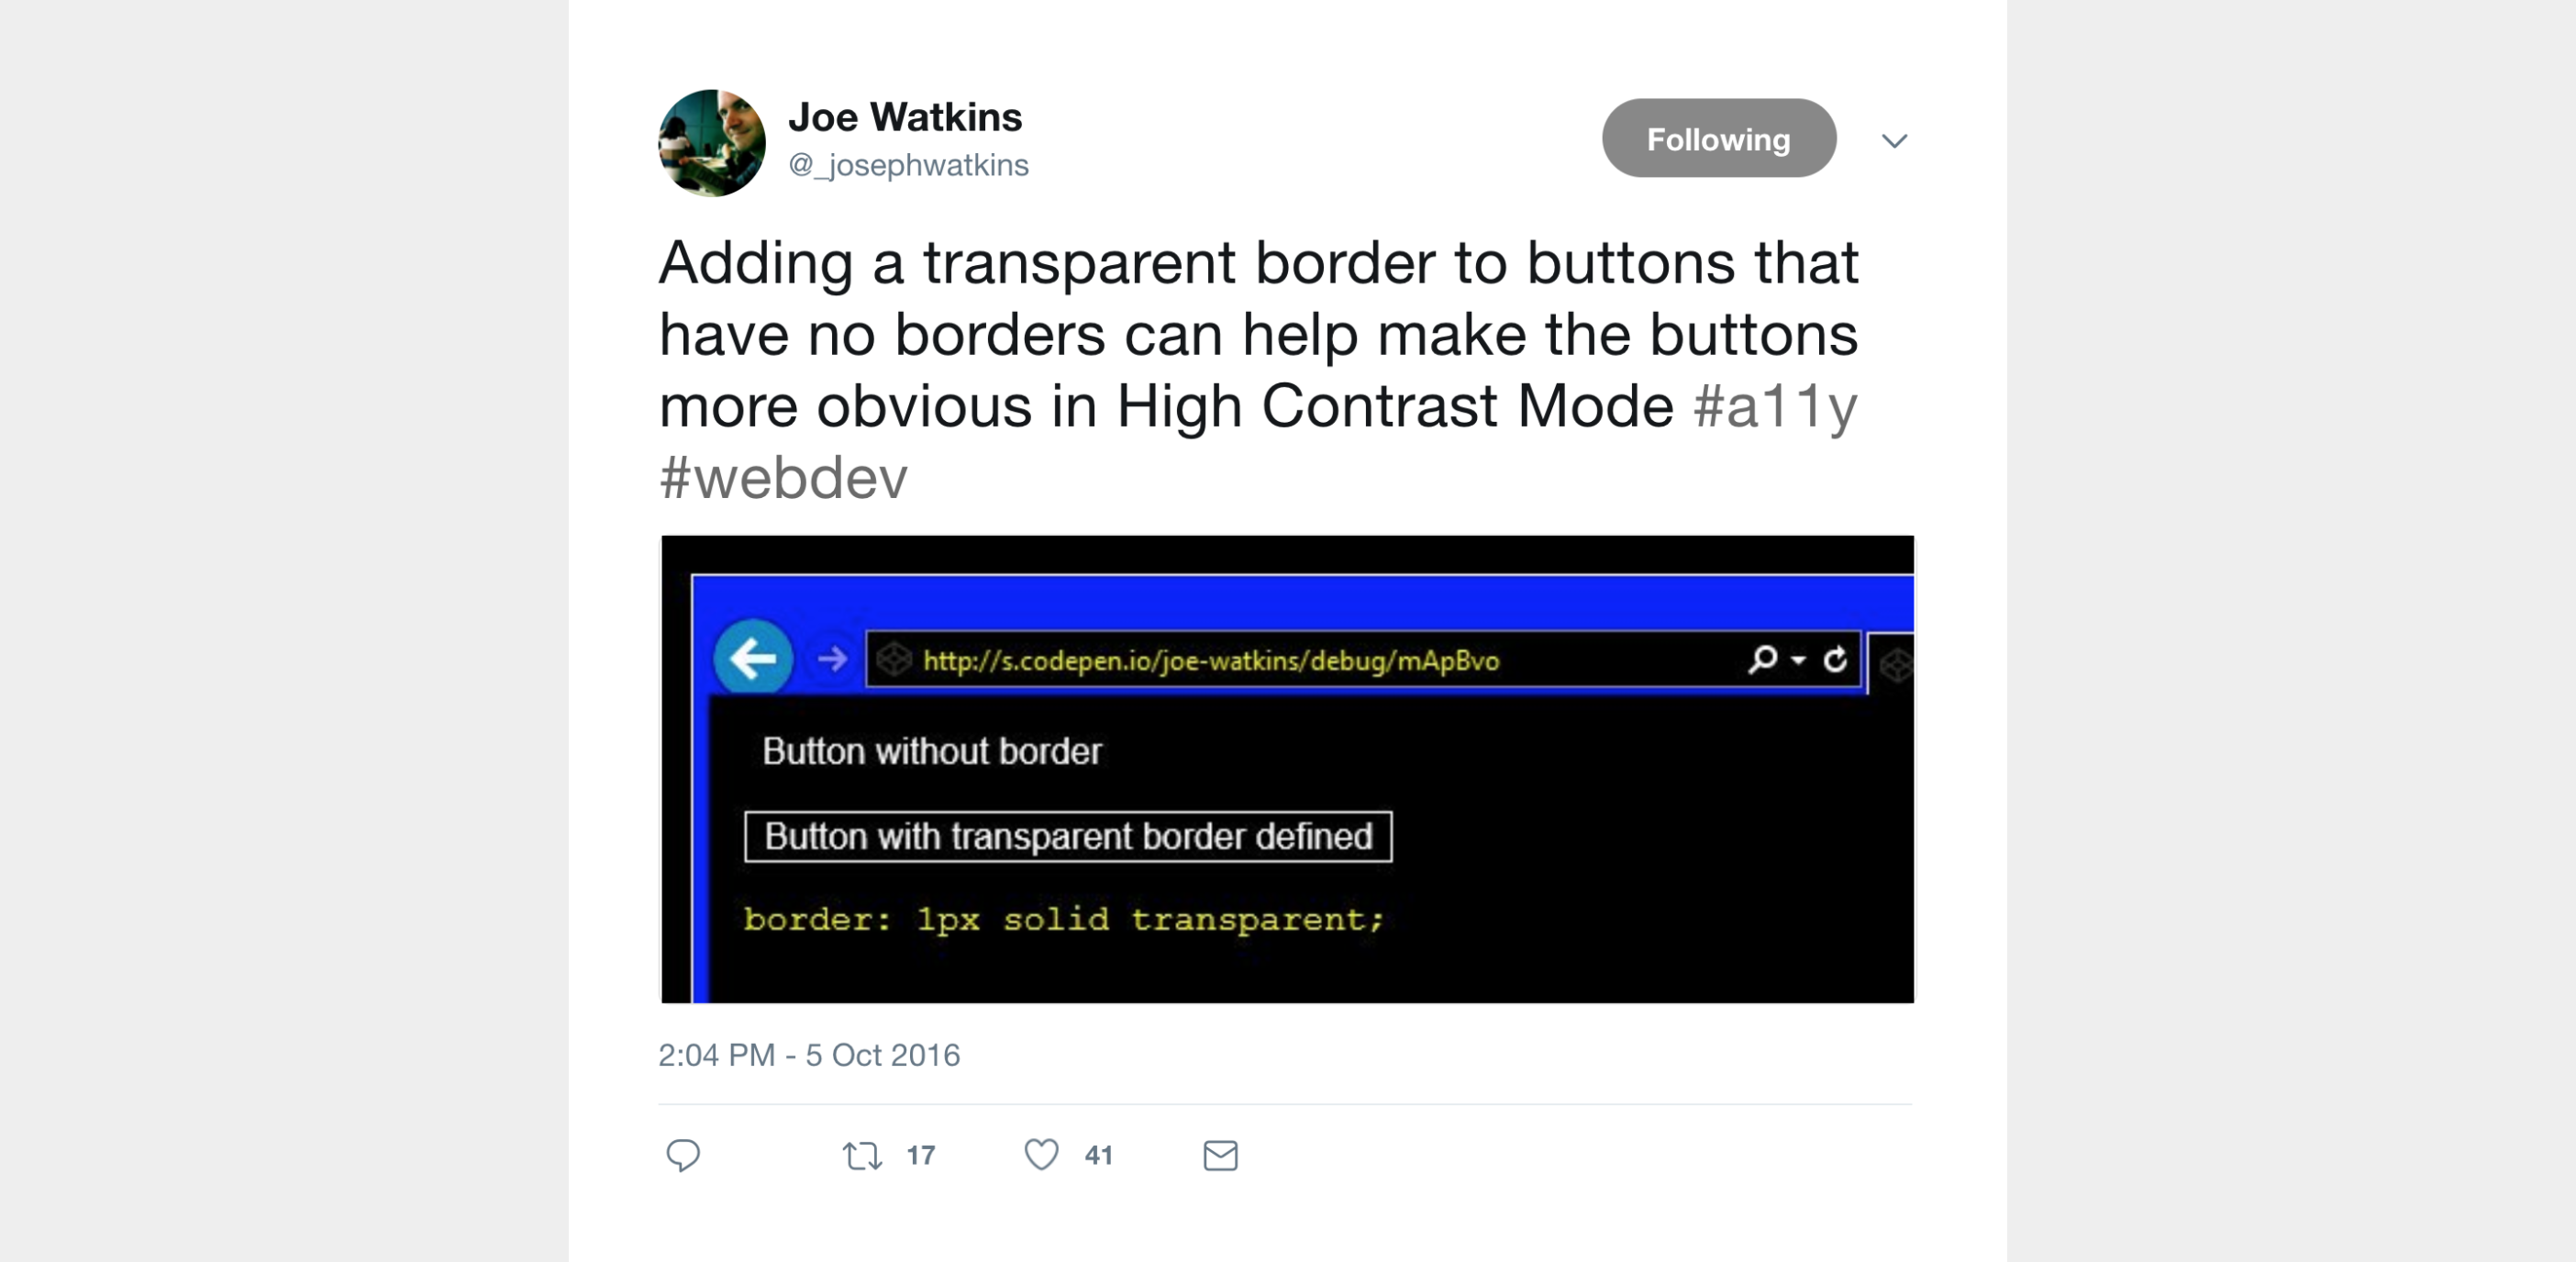 Joe Watkins
@_josephwatkins
Following
Adding a transparent border to buttons that
have no borders can help make the buttons
more obvious in High Contrast Mode #a11y
#webdev
http://s.codepen.io/joe-watkins/debug/mApBvo
Button without border
Button with transparent border defined
border: 1px solid transparent;
2:04 PM - 5 Oct 2016
17
41